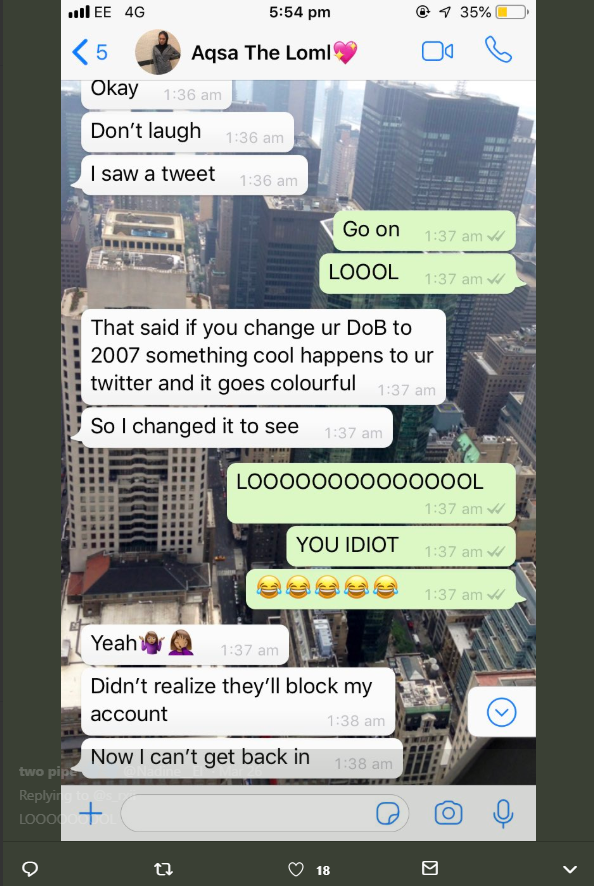 EE 4G 5:54 pm 35%
5 Aqsa The Loml💖
Okay 1:36 am
Don't laugh 1:36 am
I saw a tweet 1:36 am
Go on 1:37 am
LOOOL 1:37 am
That said if you change ur DoB to
2007 something cool happens to ur
twitter and it goes colourful 1:37 am
So I changed it to see 1:37 am
LOOOOOOOOOOOOOOL
1:37 am
YOU IDIOT 1:37 am
😂😂😂😂😂 1:37 am
Yeah🤷🏽‍♀️🤦🏽‍♀️ 1:37 am
Didn't realize they'll block my
account 1:38 am
Now I can't get back in 1:38 am
two pipe
Replying to
18